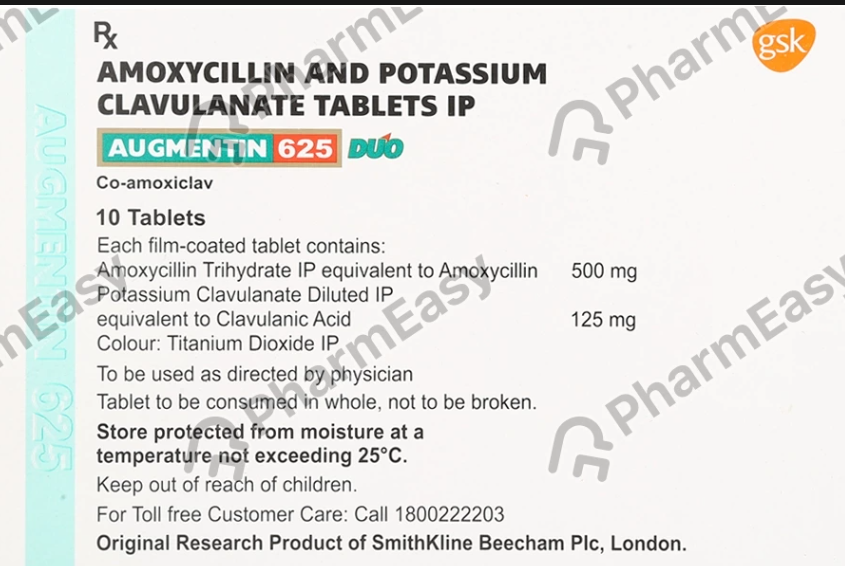 Rx
gsk
AMOXYCILLIN AND POTASSIUM
CLAVULANATE TABLETS IP
AUGMENTIN 625 DUO
Co-amoxiclav
10 Tablets
Each film-coated tablet contains:
Amoxycillin Trihydrate IP equivalent to Amoxycillin 500 mg
Potassium Clavulanate Diluted IP
equivalent to Clavulanic Acid 125 mg
Colour: Titanium Dioxide IP
To be used as directed by physician
Tablet to be consumed in whole, not to be broken.
Store protected from moisture at a
temperature not exceeding 25°C.
Keep out of reach of children.
For Toll free Customer Care: Call 1800222203
Original Research Product of SmithKline Beecham Plc, London.
AUGMENTIN 625
PharmEasy
PharmEasy
PharmE
Pharm
mEasy